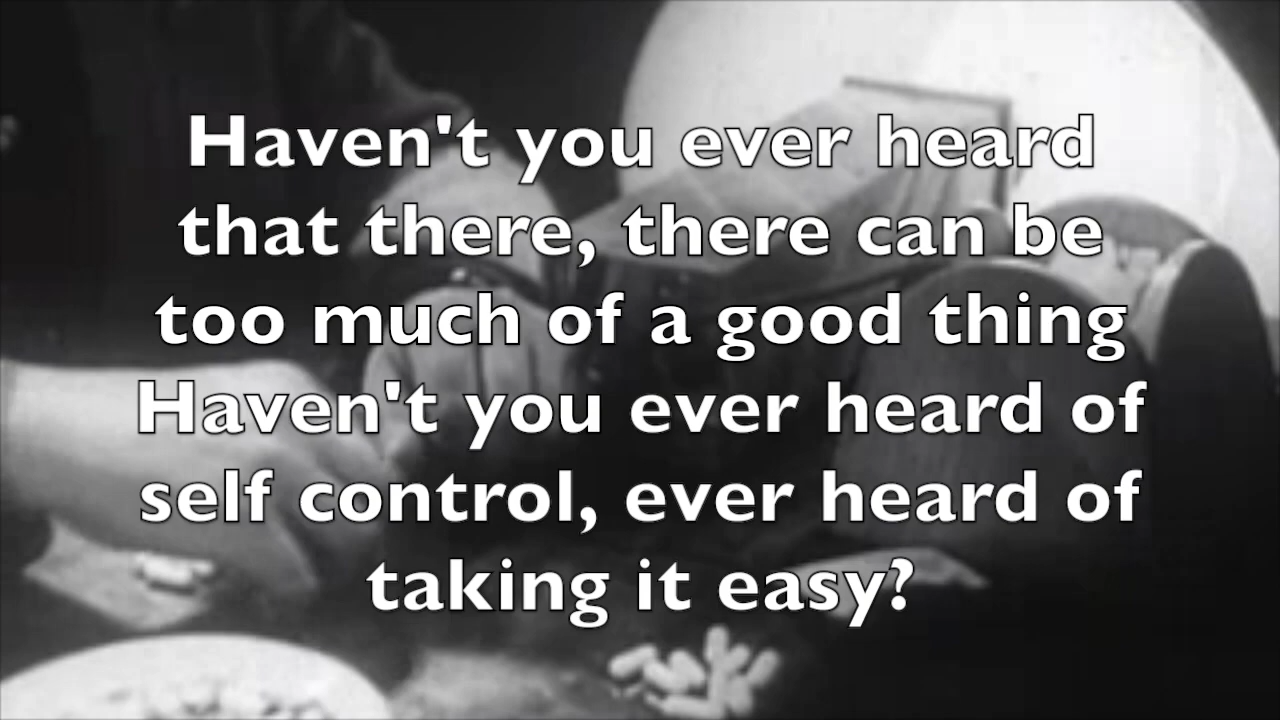 Haven't you ever heard
that there, there can be
too much of a good thing
Haven't you ever heard of
self control, ever heard of
taking it easy?